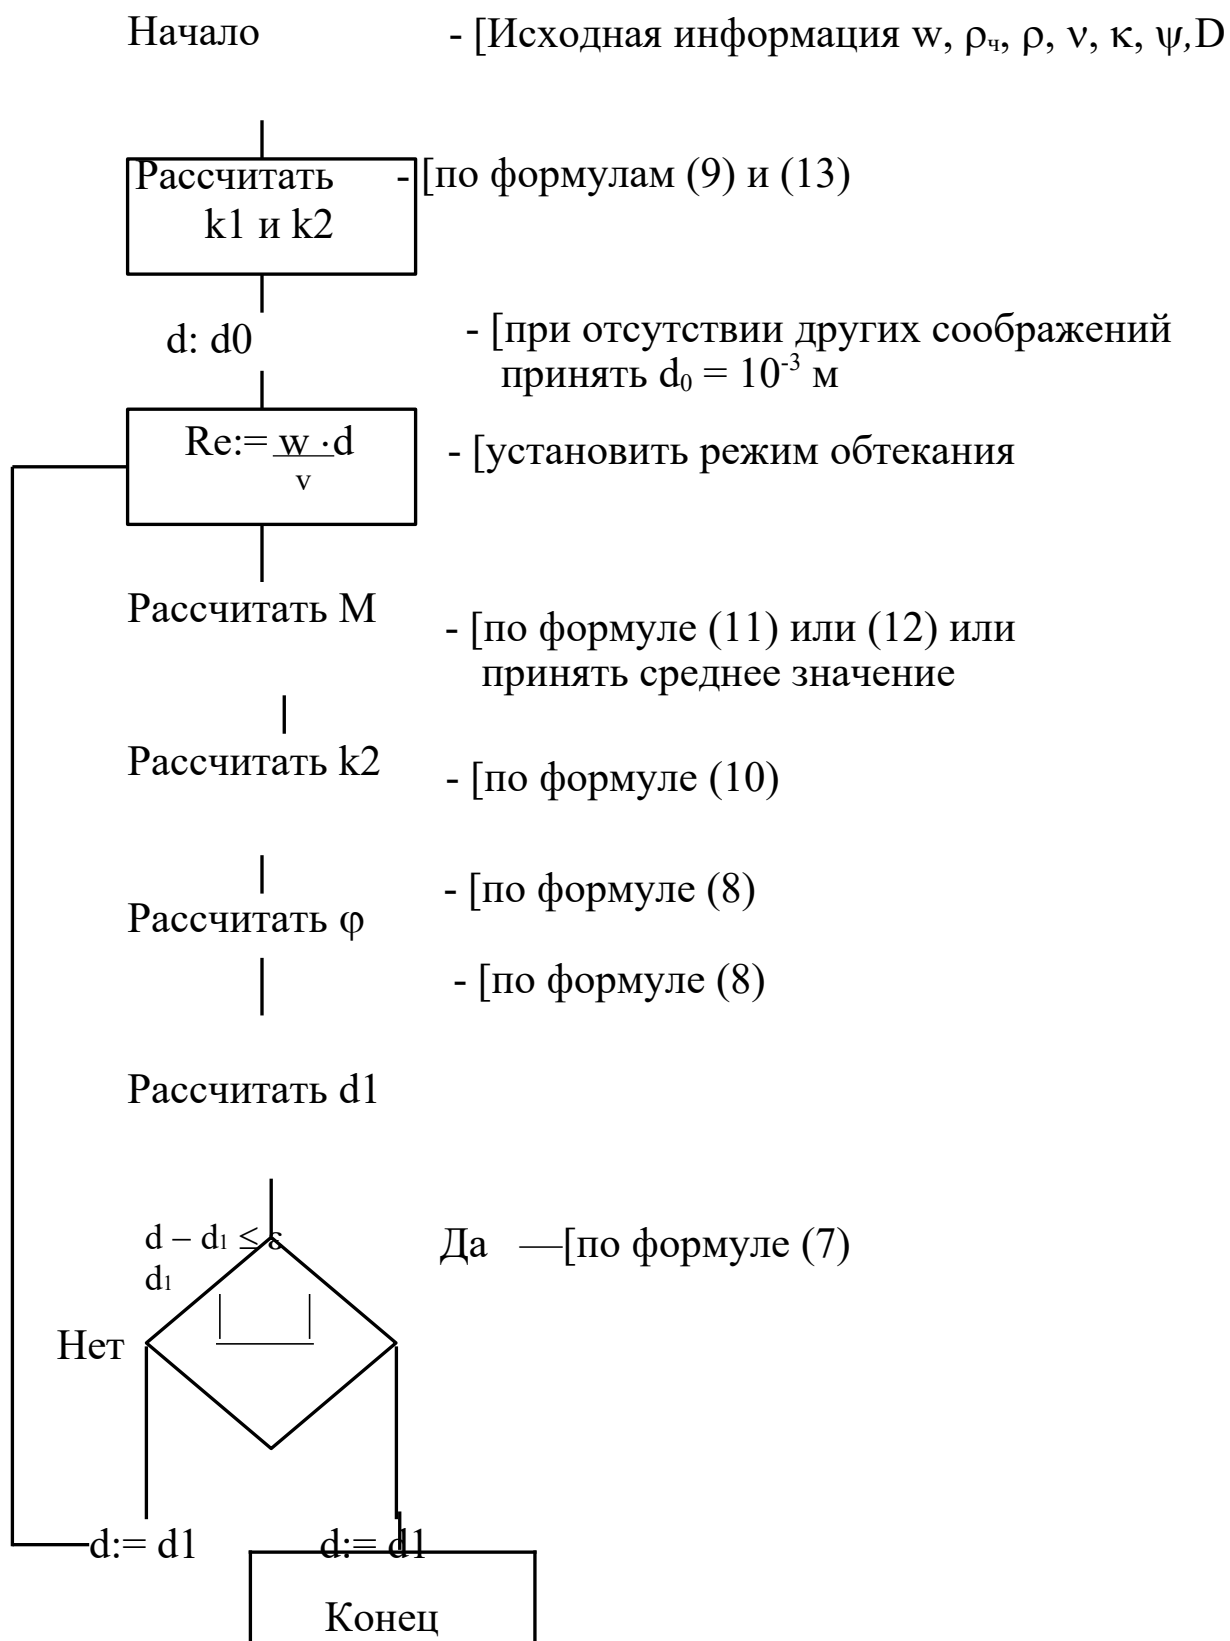 Начало - [Исходная информация w, ρч, ρ, ν, κ, ψ,D
Рассчитать - [по формулам (9) и (13)
k1 и k2
d: d0 - [при отсутствии других соображений
принять d0 = 10-3 м
Re:= w ·d - [установить режим обтекания
v
Рассчитать М - [по формуле (11) или (12) или
принять среднее значение
Рассчитать k2 - [по формуле (10)
Рассчитать φ - [по формуле (8)
- [по формуле (8)
Рассчитать d1
d – d1 ≤ ε Да —[по формуле (7)
d1
Нет
d:= d1 d:= d1
Конец